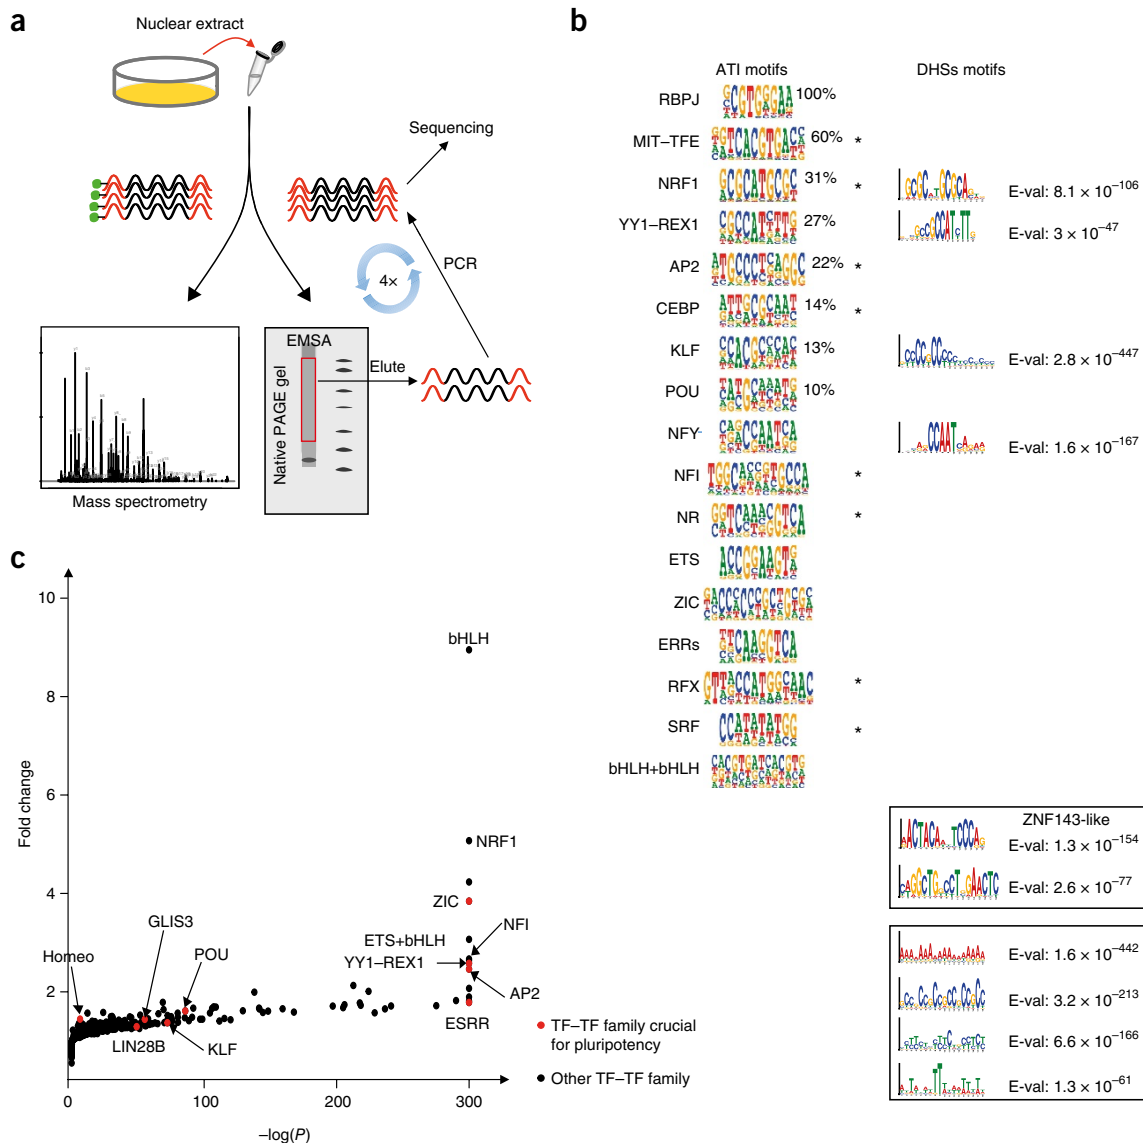 a
Nuclear extract
Sequencing
PCR
4×
EMSA
Native PAGE gel
Elute
Mass spectrometry
b
ATI motifs DHSs motifs
RBPJ 100%
MIT–TFE 60% *
NRF1 31% * E-val: 8.1 × 10⁻¹⁰⁶
YY1–REX1 27% E-val: 3 × 10⁻⁴⁷
AP2 22% *
CEBP 14% *
KLF 13% E-val: 2.8 × 10⁻⁴⁴⁷
POU 10%
NFY E-val: 1.6 × 10⁻¹⁶⁷
NFI *
NR *
ETS
ZIC
ERRs
RFX *
SRF *
bHLH+bHLH
ZNF143-like
E-val: 1.3 × 10⁻¹⁵⁴
E-val: 2.6 × 10⁻⁷⁷
E-val: 1.6 × 10⁻⁴⁴²
E-val: 3.2 × 10⁻²¹³
E-val: 6.6 × 10⁻¹⁶⁶
E-val: 1.3 × 10⁻⁶¹
c
Fold change
10
8
6
4
2
0 100 200 300
–log(P)
bHLH
NRF1
ZIC
NFI
ETS+bHLH
YY1–REX1
AP2
ESRR
Homeo
GLIS3
POU
LIN28B
KLF
TF–TF family crucial
for pluripotency
Other TF–TF family